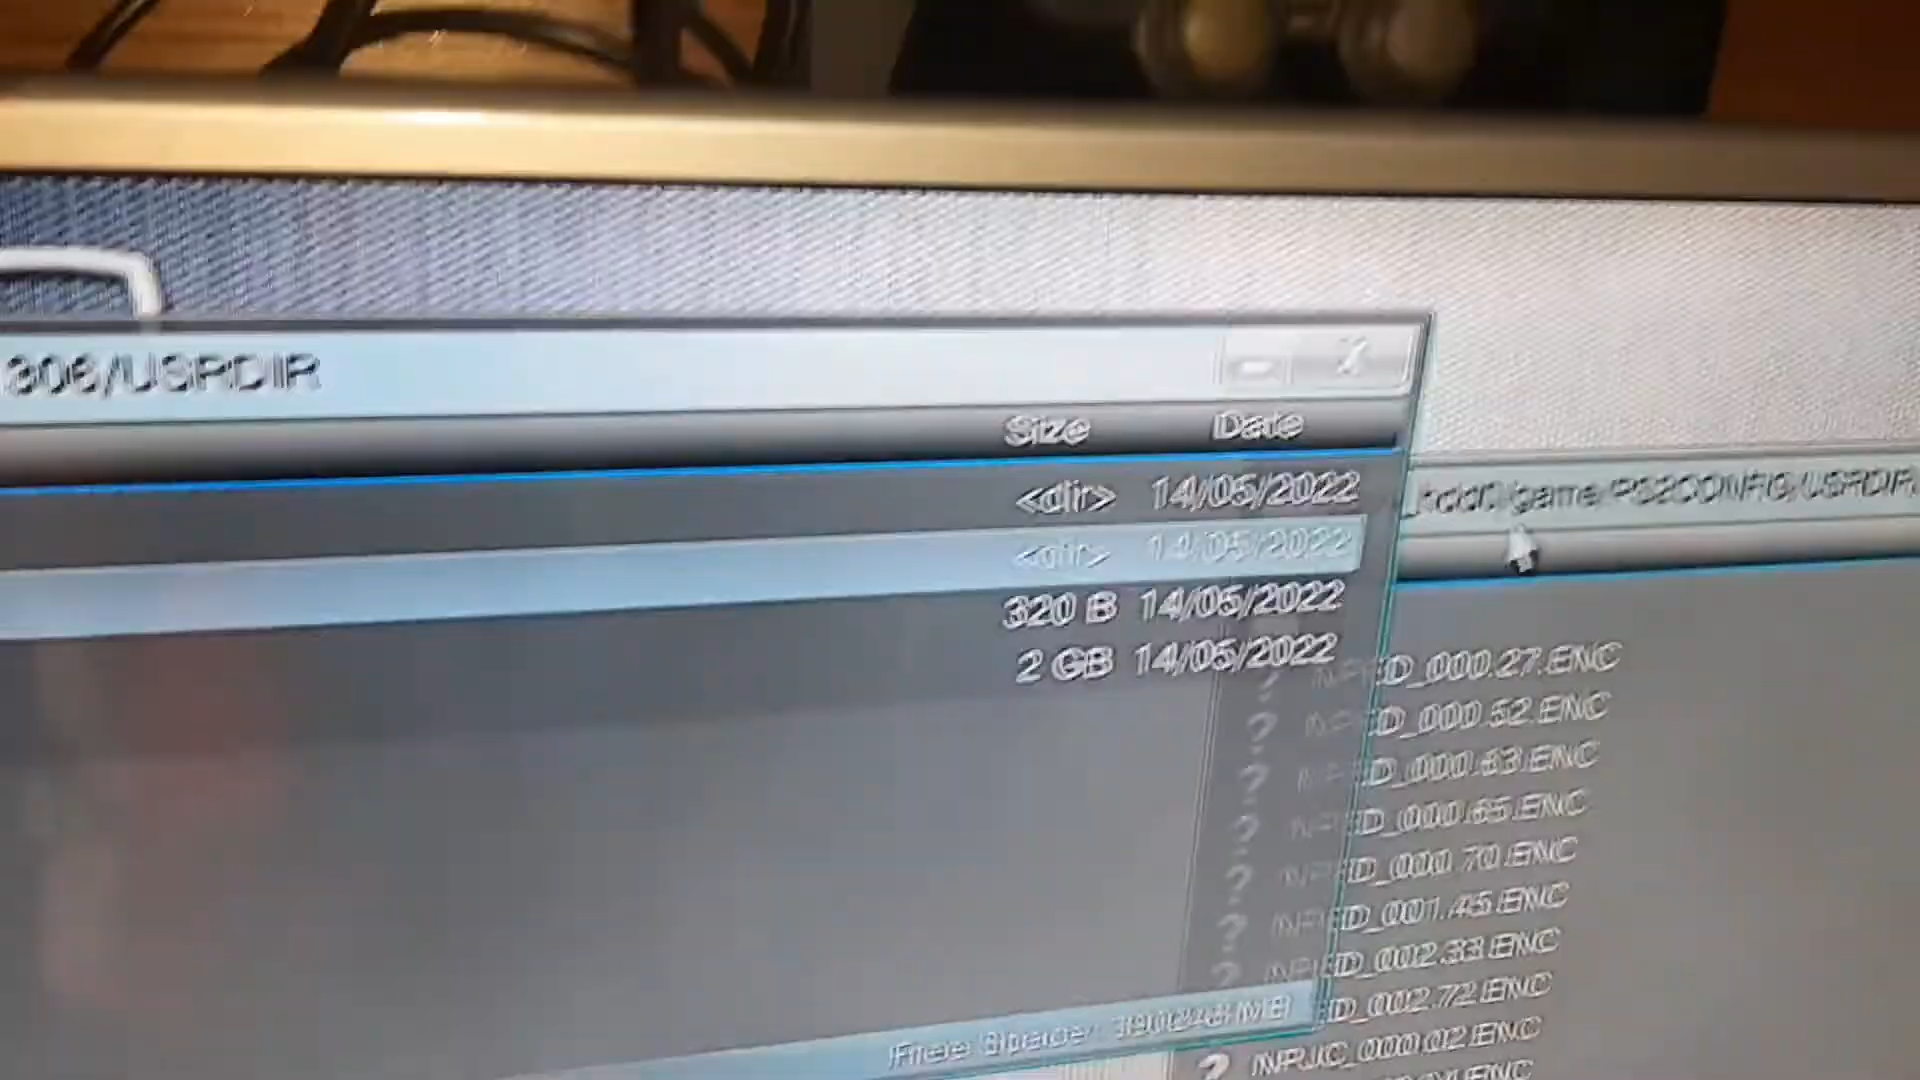 306/USRDIR
Size Date
<dir> 14/05/2022
<dir> 14/05/2022
320 B 14/05/2022
2 GB 14/05/2022
Free Space:
/game/PS2CONFIG/USRDIR
D_000.27.ENC
D_000.52.ENC
D_000.63.ENC
D_000.65.ENC
D_000.70.ENC
D_001.45.ENC
D_002.33.ENC
D_002.72.ENC
NPJC_000.02.ENC